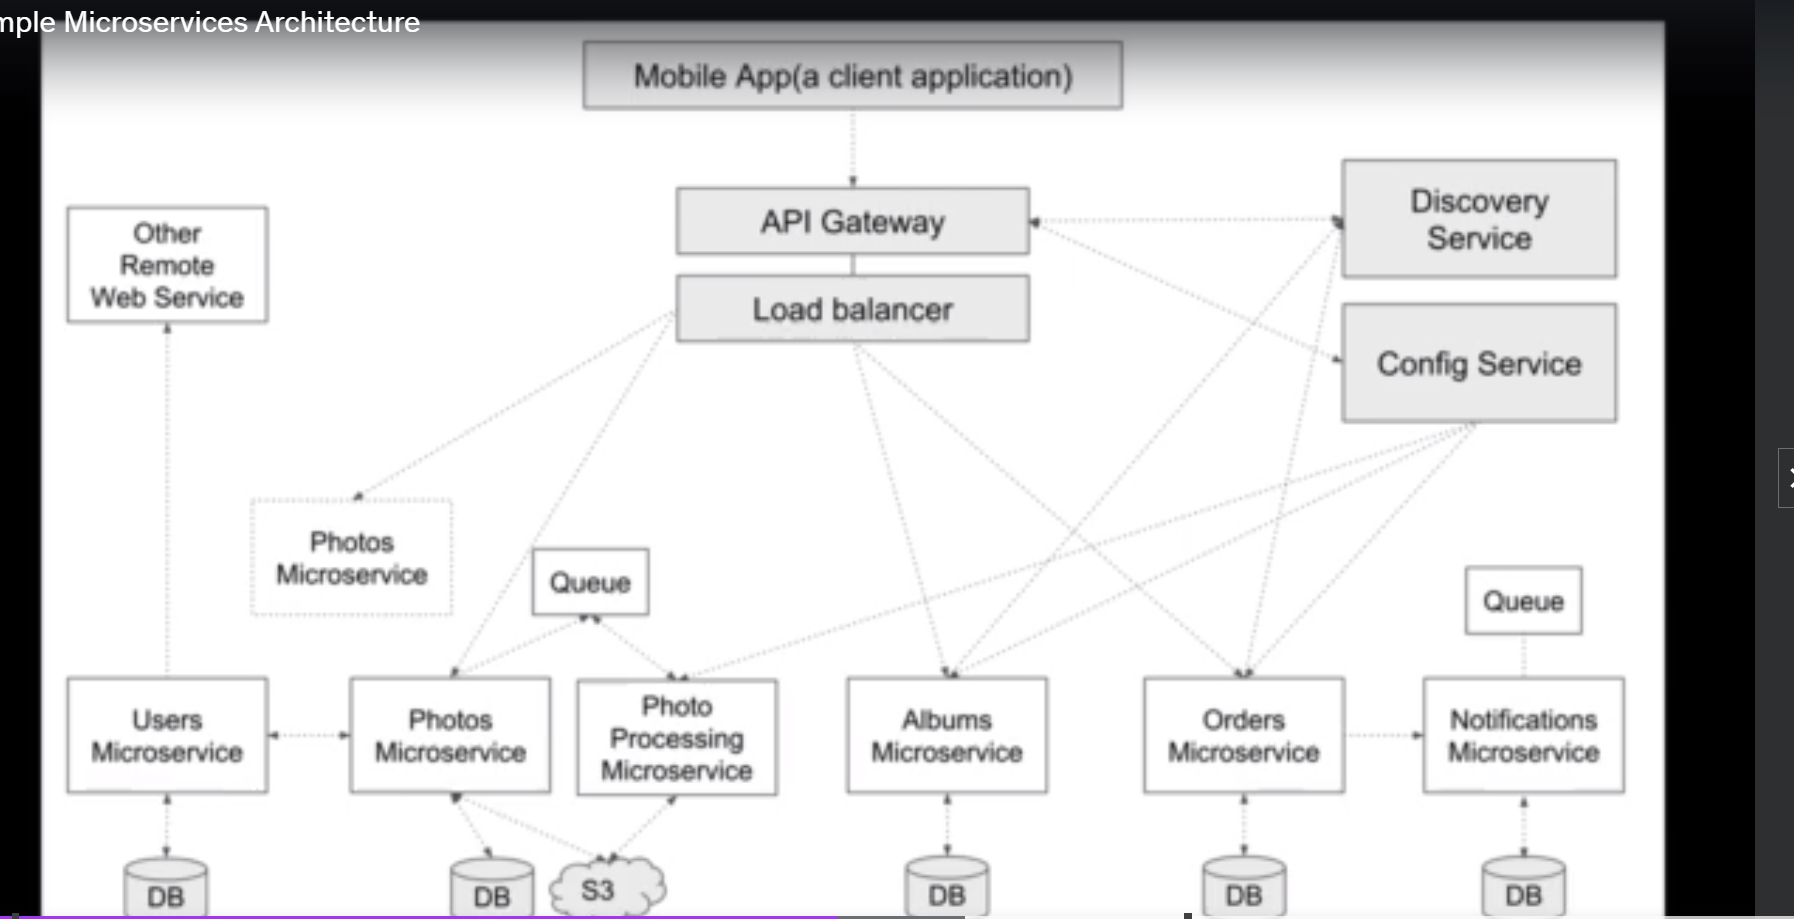 mple Microservices Architecture
Mobile App(a client application)
API Gateway
Load balancer
Discovery
Service
Config Service
Other
Remote
Web Service
Photos
Microservice
Queue
Queue
Users
Microservice
Photos
Microservice
Photo
Processing
Microservice
Albums
Microservice
Orders
Microservice
Notifications
Microservice
DB
DB
S3
DB
DB
DB